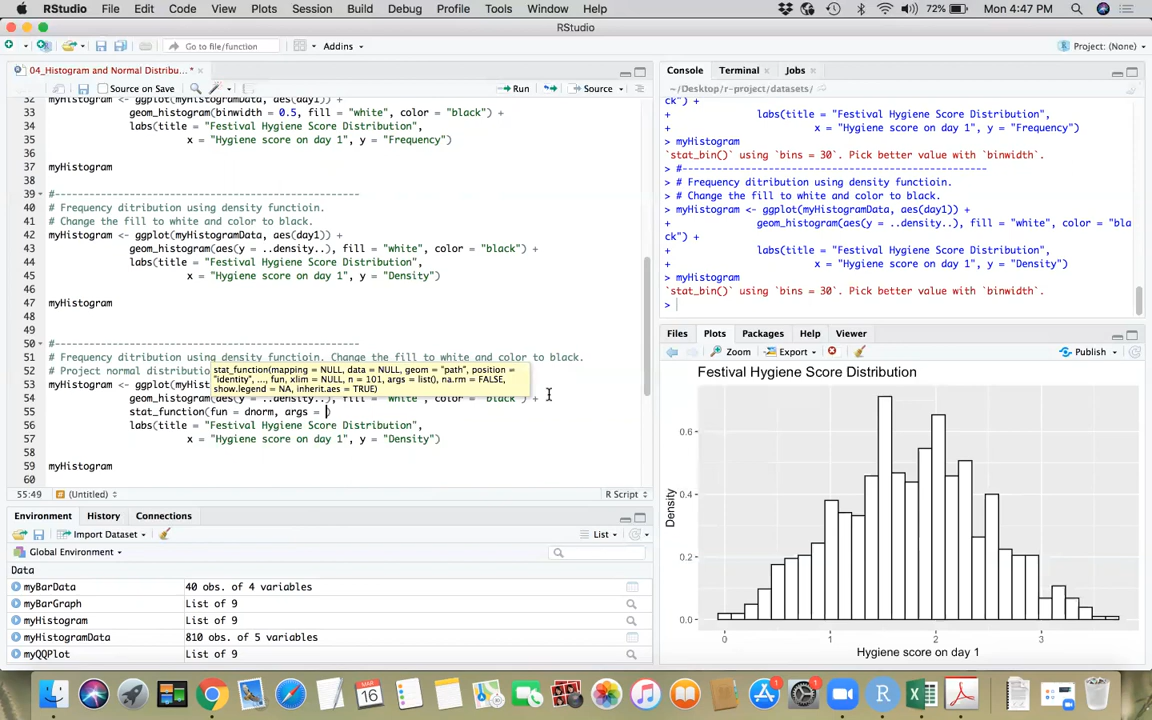 RStudio File Edit Code View Plots Session Build Debug Profile Tools Window Help 72% Mon 4:47 PM
RStudio
Go to file/function Addins Project: (None)
04_Histogram and Normal Distribu...*
Source on Save Run Source
32 myHistogram <- ggplot(myHistogramData, aes(day1)) +
33 geom_histogram(binwidth = 0.5, fill = "white", color = "black") +
34 labs(title = "Festival Hygiene Score Distribution",
35 x = "Hygiene score on day 1", y = "Frequency")
36
37 myHistogram
38
39 #---------------------------------------------------
40 # Frequency ditribution using density functioin.
41 # Change the fill to white and color to black.
42 myHistogram <- ggplot(myHistogramData, aes(day1)) +
43 geom_histogram(aes(y = ..density..), fill = "white", color = "black") +
44 labs(title = "Festival Hygiene Score Distribution",
45 x = "Hygiene score on day 1", y = "Density")
46
47 myHistogram
48
49
50 #---------------------------------------------------
51 # Frequency ditribution using density functioin. Change the fill to white and color to black.
52 # Project normal distribution
53 myHistogram <- ggplot(myHist
54 geom_histogram(aes(y = ..density..), fill = "white", color = "black") +
55 stat_function(fun = dnorm, args = )
56 labs(title = "Festival Hygiene Score Distribution",
57 x = "Hygiene score on day 1", y = "Density")
58
59 myHistogram
60
stat_function(mapping = NULL, data = NULL, geom = "path", position =
"identity", ..., fun, xlim = NULL, n = 101, args = list(), na.rm = FALSE,
show.legend = NA, inherit.aes = TRUE)
55:49 (Untitled) R Script
Environment History Connections
Import Dataset List
Global Environment
Data
myBarData 40 obs. of 4 variables
myBarGraph List of 9
myHistogram List of 9
myHistogramData 810 obs. of 5 variables
myQQPlot List of 9
Console Terminal Jobs
~/Desktop/r-project/datasets/
ck") +
+ labs(title = "Festival Hygiene Score Distribution",
+ x = "Hygiene score on day 1", y = "Frequency")
> myHistogram
`stat_bin()` using `bins = 30`. Pick better value with `binwidth`.
> #---------------------------------------------------
> # Frequency ditribution using density functioin.
> # Change the fill to white and color to black.
> myHistogram <- ggplot(myHistogramData, aes(day1)) +
+ geom_histogram(aes(y = ..density..), fill = "white", color = "bla
ck") +
+ labs(title = "Festival Hygiene Score Distribution",
+ x = "Hygiene score on day 1", y = "Density")
> myHistogram
`stat_bin()` using `bins = 30`. Pick better value with `binwidth`.
>
Files Plots Packages Help Viewer
Zoom Export Publish
Festival Hygiene Score Distribution
Density
0.6
0.4
0.2
0.0
0 1 2 3
Hygiene score on day 1
MAR 16